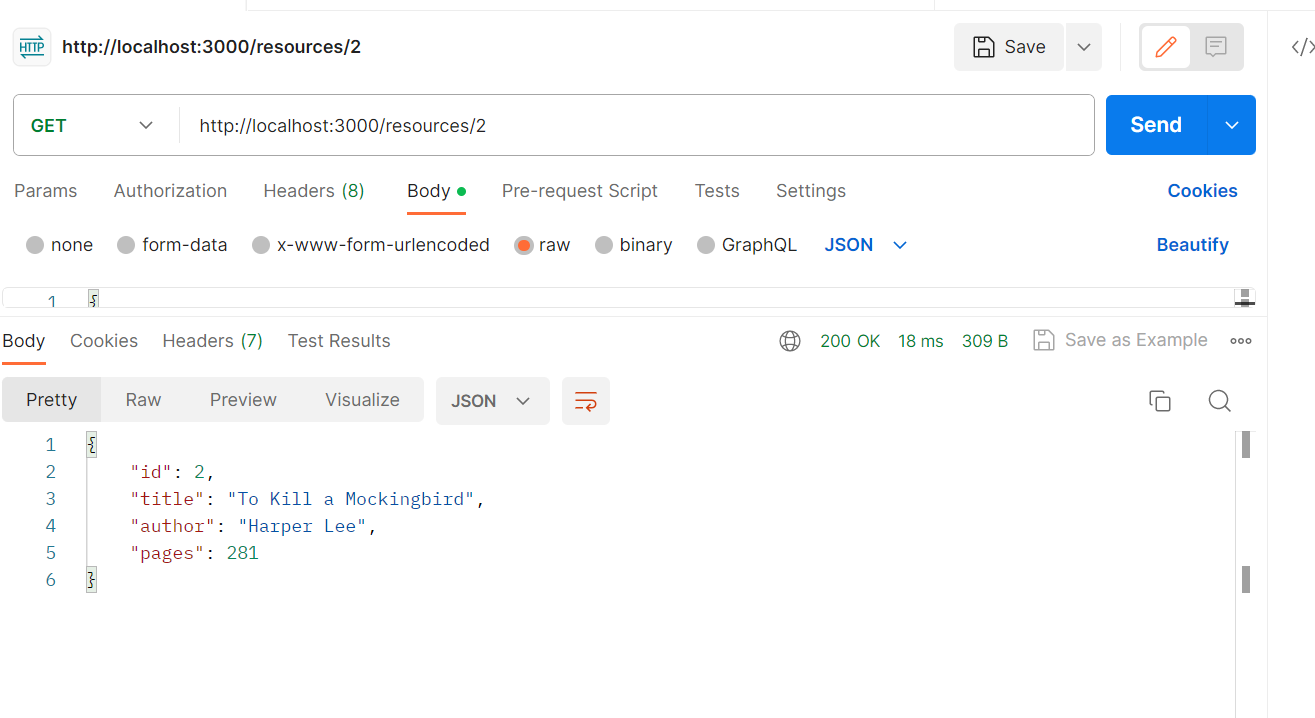 HTTP http://localhost:3000/resources/2 Save
GET http://localhost:3000/resources/2 Send
Params Authorization Headers (8) Body Pre-request Script Tests Settings Cookies
none form-data x-www-form-urlencoded raw binary GraphQL JSON Beautify
1 {
Body Cookies Headers (7) Test Results 200 OK 18 ms 309 B Save as Example
Pretty Raw Preview Visualize JSON
1 {
2 "id": 2,
3 "title": "To Kill a Mockingbird",
4 "author": "Harper Lee",
5 "pages": 281
6 }